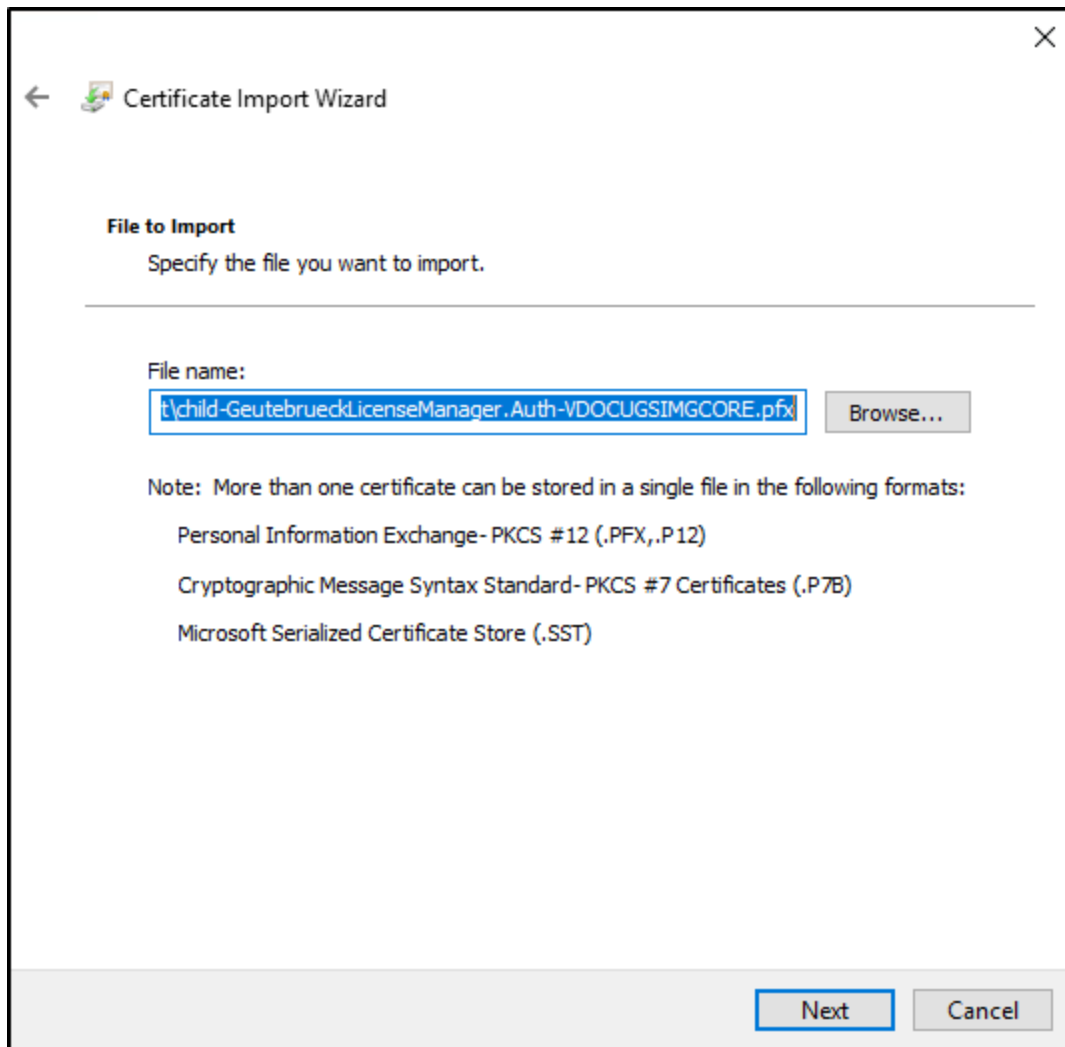 Certificate Import Wizard
File to Import
Specify the file you want to import.
File name:
t\child-GeutebrueckLicenseManager.Auth-VDOCUGSIMGCORE.pfx
Browse...
Note: More than one certificate can be stored in a single file in the following formats:
Personal Information Exchange- PKCS #12 (.PFX,.P12)
Cryptographic Message Syntax Standard- PKCS #7 Certificates (.P7B)
Microsoft Serialized Certificate Store (.SST)
Next
Cancel